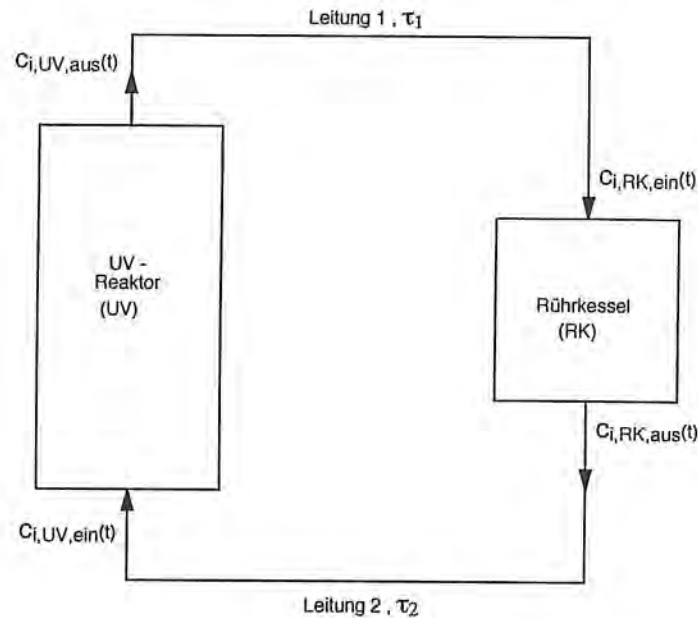 Leitung 1 , τ1
Ci,UV,aus(t)
Ci,RK,ein(t)
UV -
Reaktor
(UV)
Rührkessel
(RK)
Ci,RK,aus(t)
Ci,UV,ein(t)
Leitung 2 , τ2